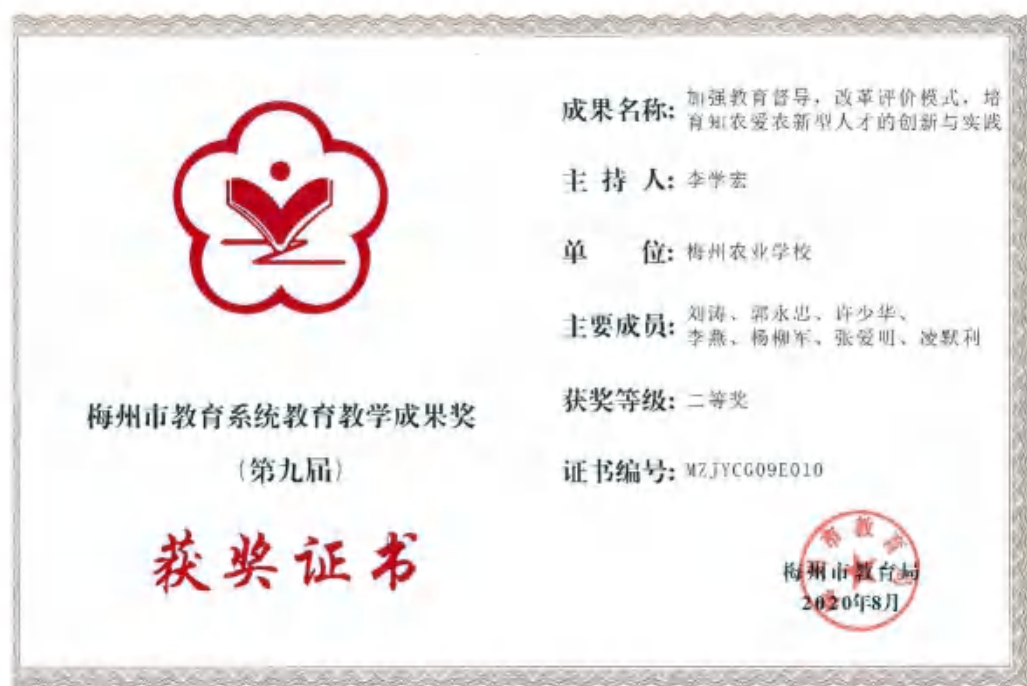 梅州市教育系统教育教学成果奖
（第九届）
获奖证书
成果名称：加强教育督导，改革评价模式，培
育知农爱农新型人才的创新与实践
主 持 人：李学宏
单 位：梅州农业学校
主要成员：刘涛、郭永忠、许少华、
李燕、杨柳军、张爱明、凌默利
获奖等级：二等奖
证书编号：MZJYCG09E010
梅州市教育局
2020年8月